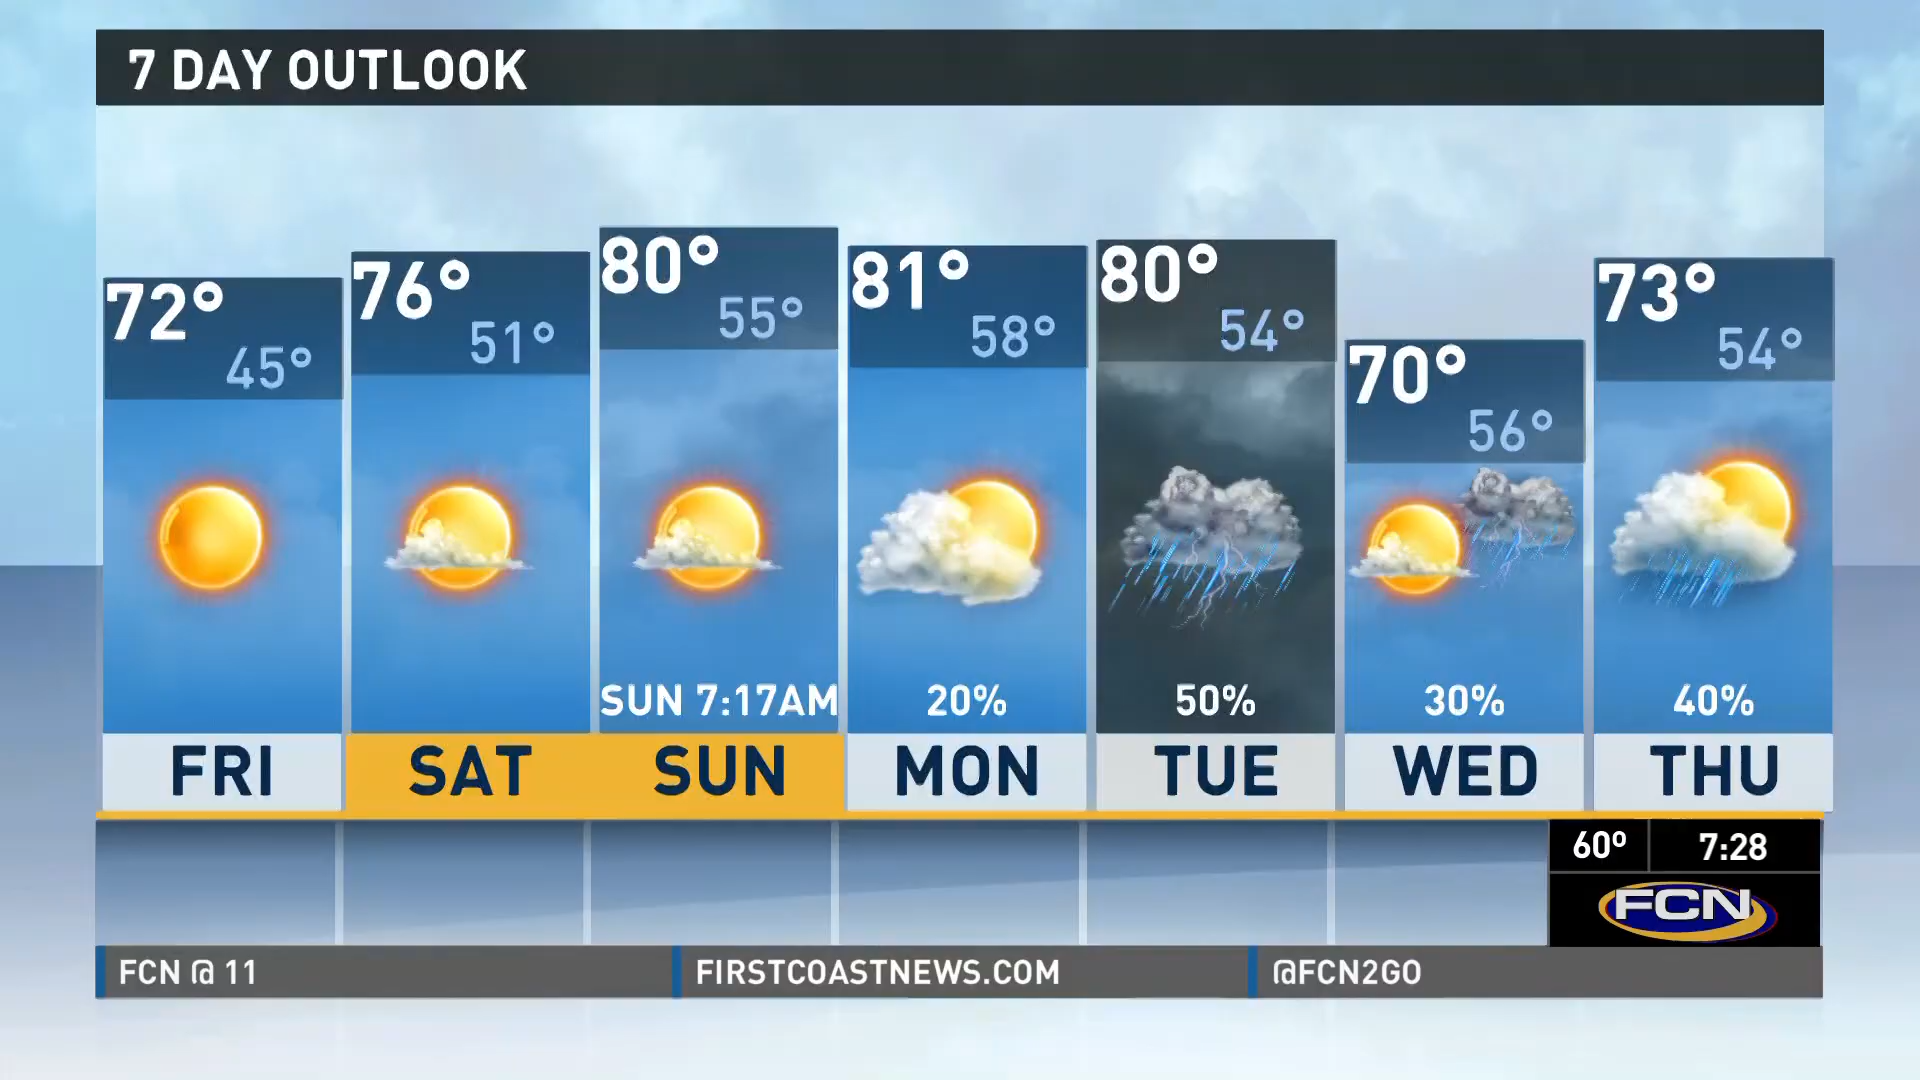 7 DAY OUTLOOK
72° 45°
76° 51°
80° 55°
81° 58°
80° 54°
70° 56°
73° 54°
SUN 7:17AM 20% 50% 30% 40%
FRI SAT SUN MON TUE WED THU
60° 7:28
FCN
FCN @ 11 FIRSTCOASTNEWS.COM @FCN2GO